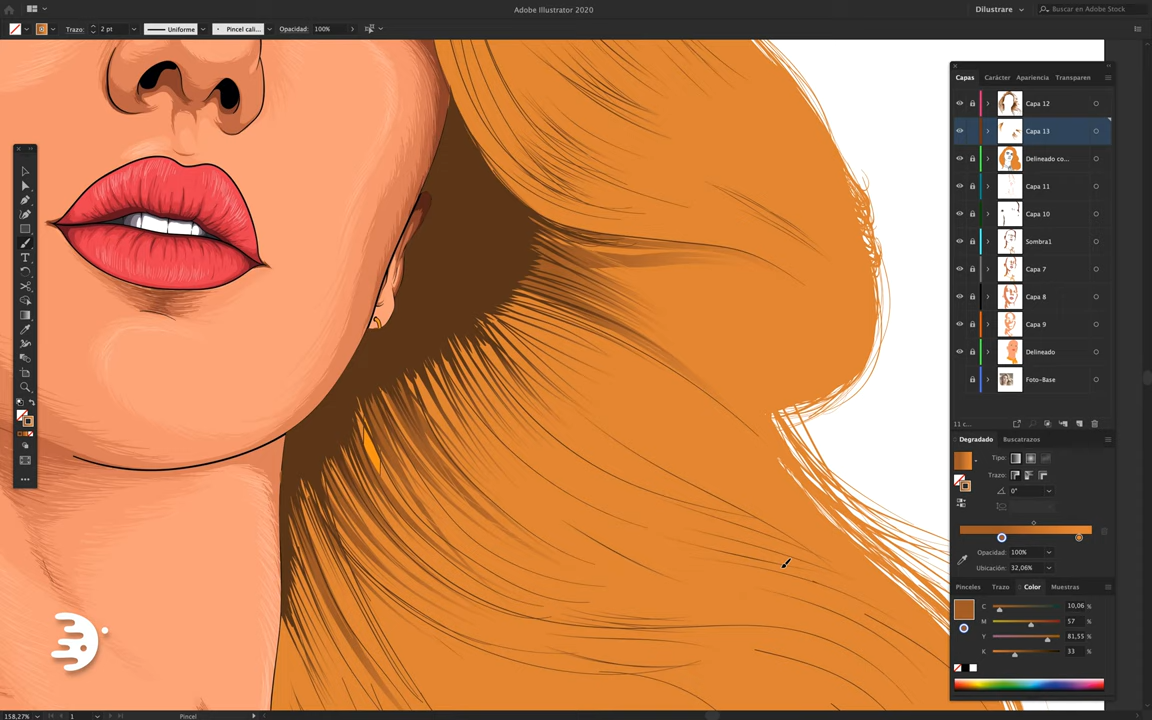 Adobe Illustrator 2020
Dilustrare
Buscar en Adobe Stock
Trazo: 2 pt Uniforme Pincel cali... Opacidad: 100%
Capas Carácter Apariencia Transparen
Capa 12
Capa 13
Delineado co...
Capa 11
Capa 10
Sombra1
Capa 7
Capa 8
Capa 9
Delineado
Foto-Base
11 c...
Degradado Buscatrazos
Tipo:
Trazo:
0°
Opacidad: 100%
Ubicación: 32,06%
Pinceles Trazo Color Muestras
C 10,06 %
M 57 %
Y 81,55 %
K 33 %
158,27% 1 Pincel